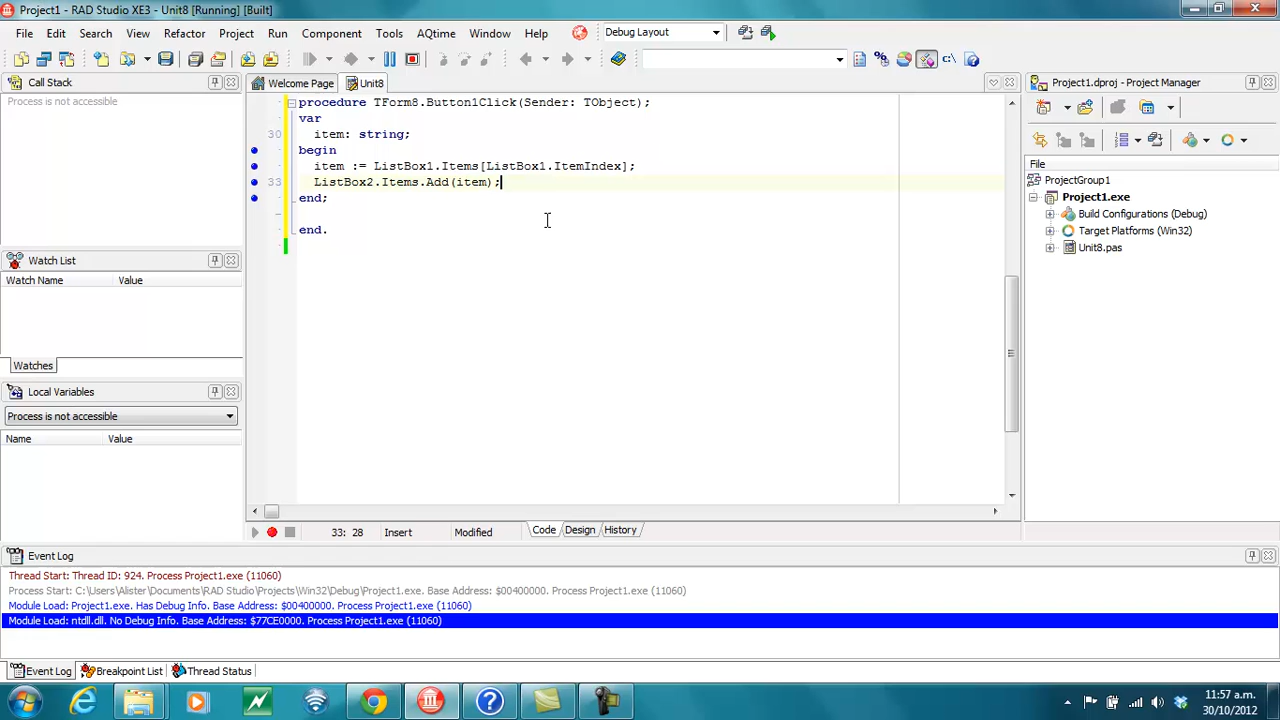 Project1 - RAD Studio XE3 - Unit8 [Running] [Built]
File Edit Search View Refactor Project Run Component Tools AQtime Window Help Debug Layout
C:\
Call Stack
Process is not accessible
Welcome Page Unit8
procedure TForm8.Button1Click(Sender: TObject);
var
30 item: string;
begin
item := ListBox1.Items[ListBox1.ItemIndex];
33 ListBox2.Items.Add(item);
end;
end.
Project1.dproj - Project Manager
File
ProjectGroup1
Project1.exe
Build Configurations (Debug)
Target Platforms (Win32)
Unit8.pas
Watch List
Watch Name Value
Watches
Local Variables
Process is not accessible
Name Value
33: 28 Insert Modified Code Design History
Event Log
Thread Start: Thread ID: 924. Process Project1.exe (11060)
Process Start: C:\Users\Alister\Documents\RAD Studio\Projects\Win32\Debug\Project1.exe. Base Address: $00400000. Process Project1.exe (11060)
Module Load: Project1.exe. Has Debug Info. Base Address: $00400000. Process Project1.exe (11060)
Module Load: ntdll.dll. No Debug Info. Base Address: $77CE0000. Process Project1.exe (11060)
Event Log Breakpoint List Thread Status
11:57 a.m.
30/10/2012